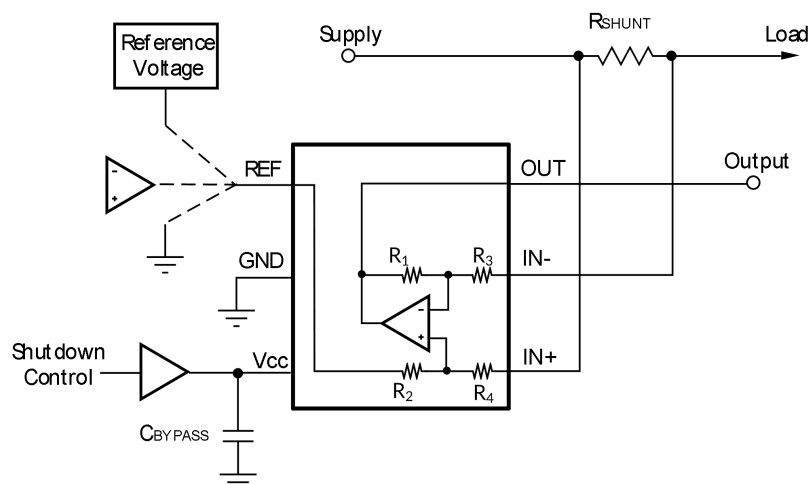 RSHUNT
Supply
Load
Reference
Voltage
REF
OUT
Output
-
+
R1
R3
IN-
GND
-
+
Shutdown
Control
Vcc
IN+
R2
R4
CBYPASS